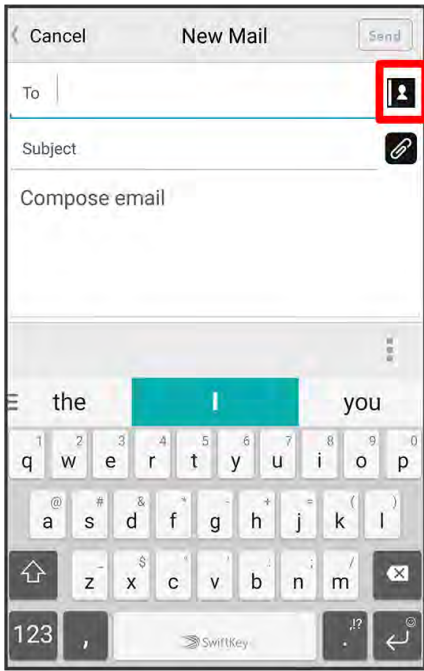 Cancel New Mail Send
To
Subject
Compose email
the I you
1 2 3 4 5 6 7 8 9 0
q w e r t y u i o p
@ # & * - + = ( )
a s d f g h j k l
_ $ " ' : ; /
z x c v b n m
123 , SwiftKey . ,!?